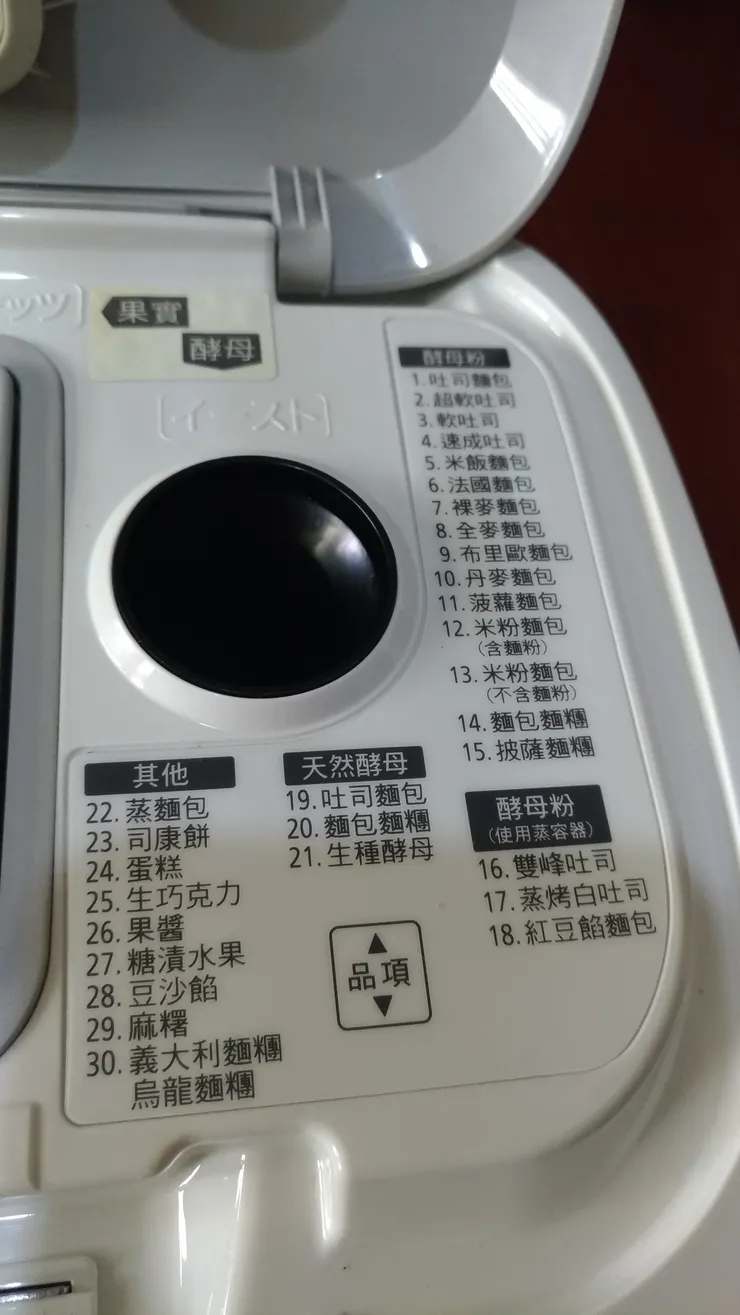 ッツ]
果實
酵母
[イースト]
酵母粉
1.吐司麵包
2.超軟吐司
3.軟吐司
4.速成吐司
5.米飯麵包
6.法國麵包
7.裸麥麵包
8.全麥麵包
9.布里歐麵包
10.丹麥麵包
11.菠蘿麵包
12.米粉麵包
(含麵粉)
13.米粉麵包
(不含麵粉)
14.麵包麵糰
15.披薩麵糰
酵母粉
(使用蒸容器)
16.雙峰吐司
17.蒸烤白吐司
18.紅豆餡麵包
天然酵母
19.吐司麵包
20.麵包麵糰
21.生種酵母
其他
22.蒸麵包
23.司康餅
24.蛋糕
25.生巧克力
26.果醬
27.糖漬水果
28.豆沙餡
29.麻糬
30.義大利麵糰
烏龍麵糰
▲
品項
▼